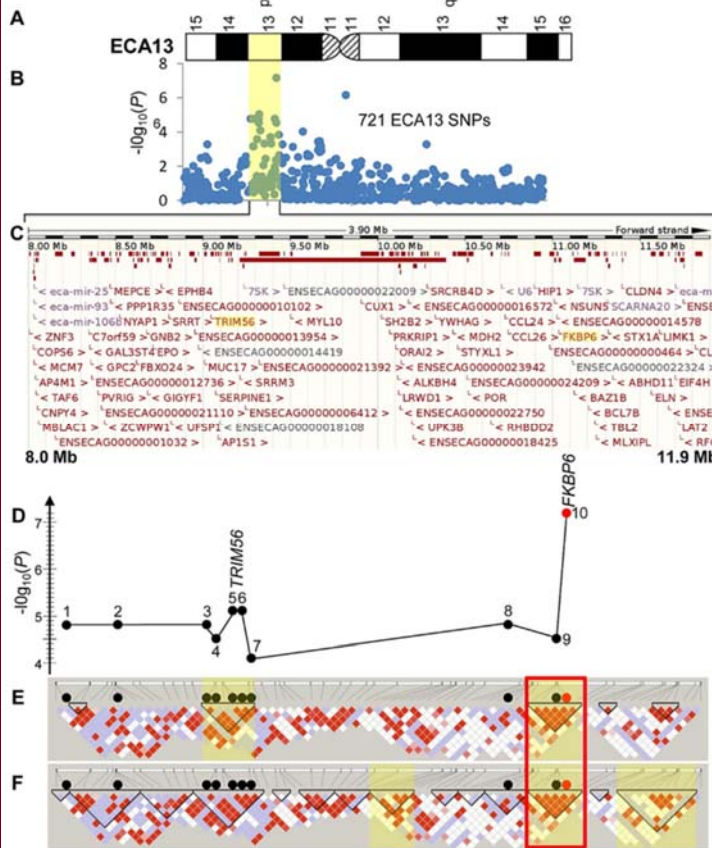 A
p
q
15 14 13 12 11 11 12 13 14 15 16
ECA13
B
8
6
4
2
0
-l0g10(P)
721 ECA13 SNPs
C
3.90 Mb Forward strand
8.00 Mb 8.50 Mb 9.00 Mb 9.50 Mb 10.00 Mb 10.50 Mb 11.00 Mb 11.50 Mb
< eca-mir-25 MEPCE > < EPHB4 7SK > ENSECAG00000022009 > < SRCRB4D > < U6 HIP1 > 7SK > CLDN4 > eca-m
< eca-mir-93 < PPP1R35 ENSECAG00000010102 > CUX1 > < ENSECAG00000016572 > < NSUN5 SCARNA20 > ENSE
< eca-mir-106b NYAP1 > SRRT > TRIM56 > < MYL10 SH2B2 > YWHAG > CCL24 > < ENSECAG00000014578
< ZNF3 C7orf59 > GNB2 > ENSECAG00000013954 > PRKRIP1 > < MDH2 CCL26 > FKBP6 > STX1A LIMK1 >
COPS6 > < GAL3ST4 EPO > < ENSECAG00000014419 ORAI2 > STYXL1 > ENSECAG00000000464 > < CL
< MCM7 < GPC2 FBXO24 > MUC17 > ENSECAG00000021392 > < ENSECAG00000023942 ENSECAG00000022324 >
AP4M1 > ENSECAG00000012736 > < SRRM3 < ALKBH4 ENSECAG00000024209 > < ABHD11 EIF4H
< TAF6 PVRIG > < GIGYF1 SERPINE1 > LRWD1 > < POR < BAZ1B ELN >
CNPY4 > ENSECAG00000021110 > ENSECAG00000006412 > < ENSECAG00000022750 < BCL7B < ENSE
MBLAC1 > < ZCWPW1 < UFSP1 < ENSECAG00000018108 < UPK3B < RHBDD2 < TBL2 LAT2
ENSECAG00000001032 > AP1S1 > < ENSECAG00000018425 < MLXIPL < RF
8.0 Mb 11.9 Mb
D
7
5
4
-l0g10(P)
1 2 3 4 5 6 7 8 9 10
TRIM56
FKBP6
E
F